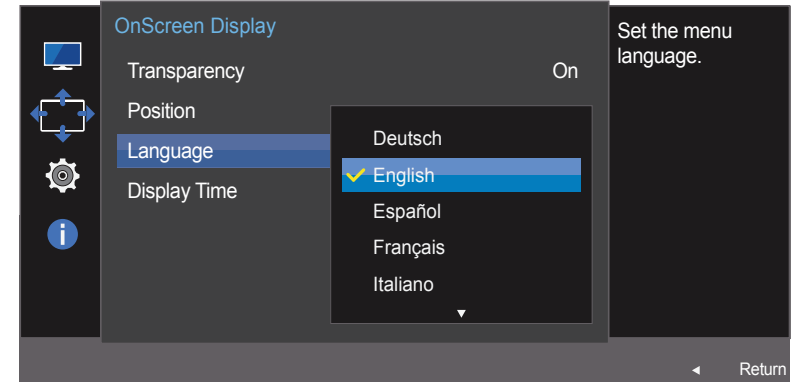 OnScreen Display
Set the menu
language.
Transparency On
Position
Language
Display Time
Deutsch
English
Español
Français
Italiano
Return